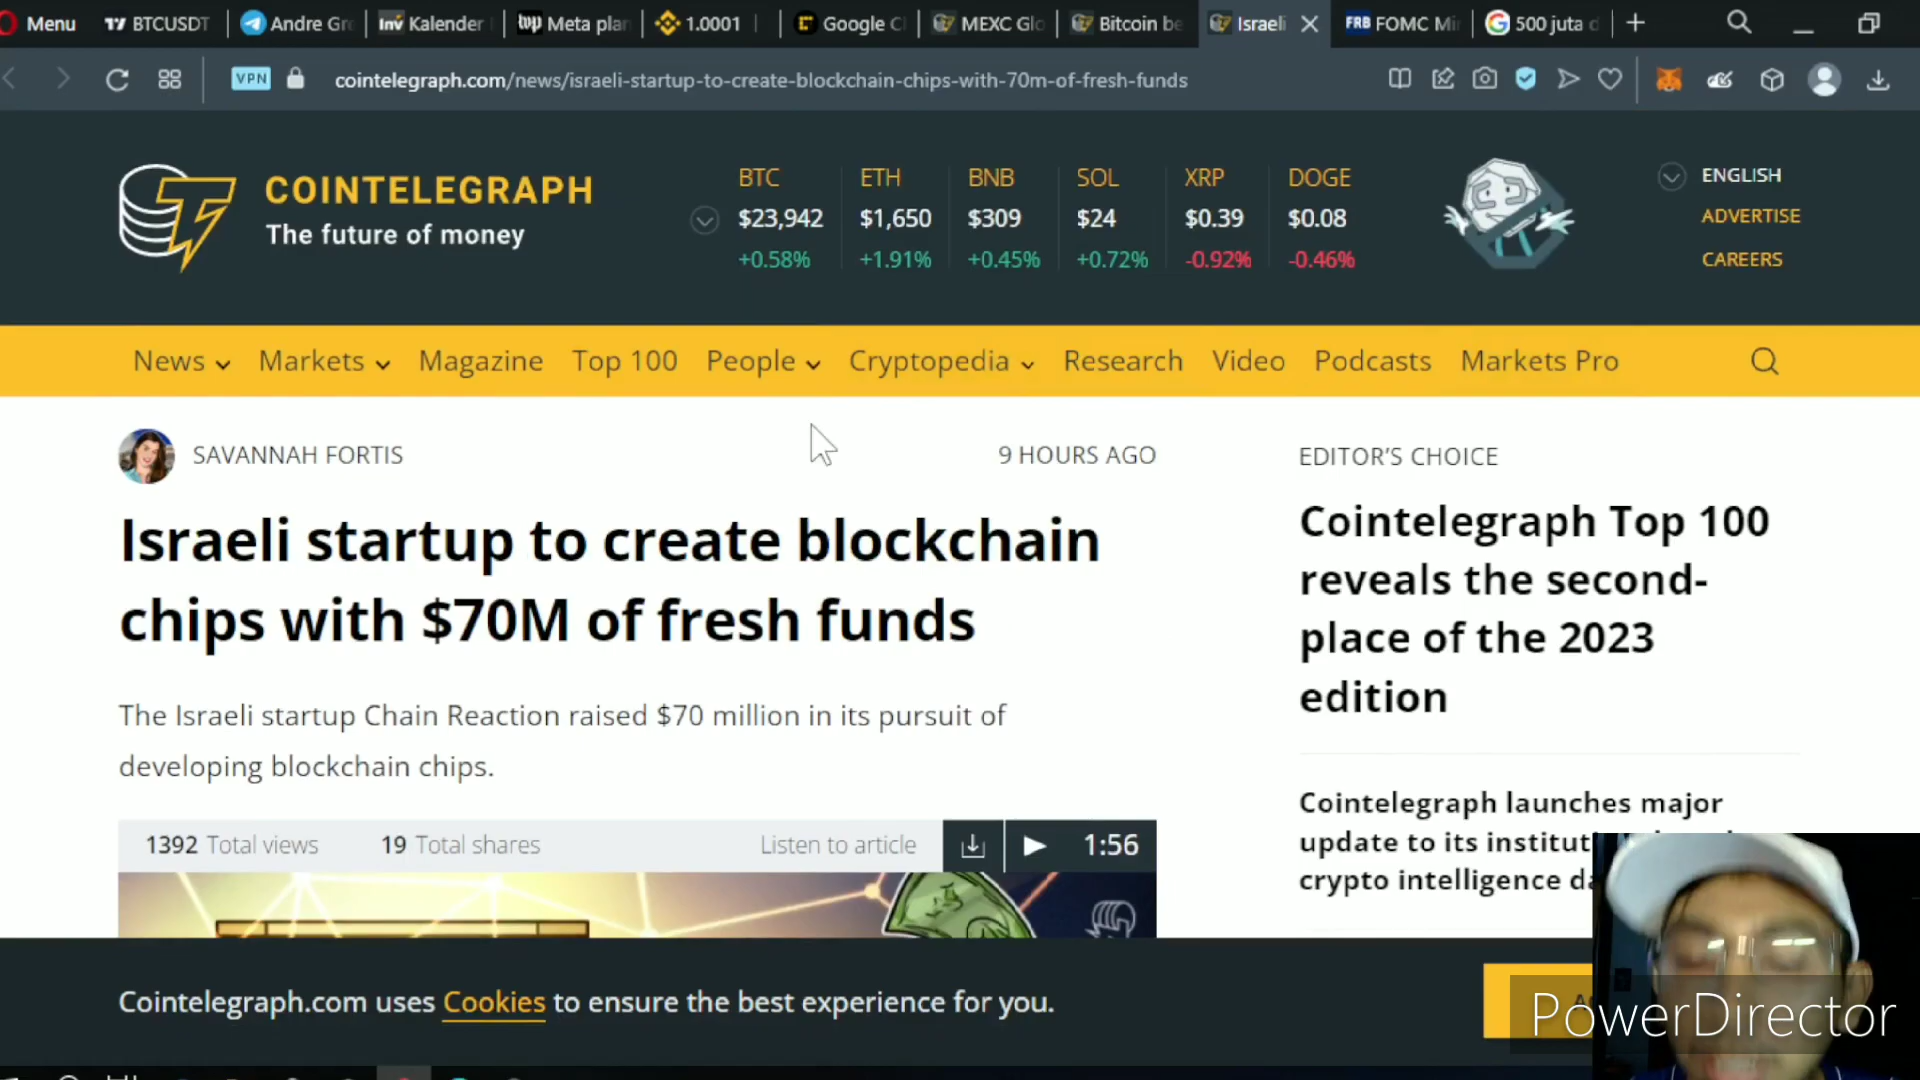 Menu BTCUSDT Andre Gr Kalender Meta plan 1.0001 Google C MEXC Glo Bitcoin be Israeli FOMC Mi 500 juta d
VPN cointelegraph.com/news/israeli-startup-to-create-blockchain-chips-with-70m-of-fresh-funds
COINTELEGRAPH
The future of money
BTC ETH BNB SOL XRP DOGE
$23,942 $1,650 $309 $24 $0.39 $0.08
+0.58% +1.91% +0.45% +0.72% -0.92% -0.46%
ENGLISH
ADVERTISE
CAREERS
News Markets Magazine Top 100 People Cryptopedia Research Video Podcasts Markets Pro
SAVANNAH FORTIS 9 HOURS AGO
Israeli startup to create blockchain
chips with $70M of fresh funds
The Israeli startup Chain Reaction raised $70 million in its pursuit of
developing blockchain chips.
1392 Total views 19 Total shares Listen to article 1:56
EDITOR'S CHOICE
Cointelegraph Top 100
reveals the second-
place of the 2023
edition
Cointelegraph launches major
update to its institut
crypto intelligence da
Cointelegraph.com uses Cookies to ensure the best experience for you.
PowerDirector